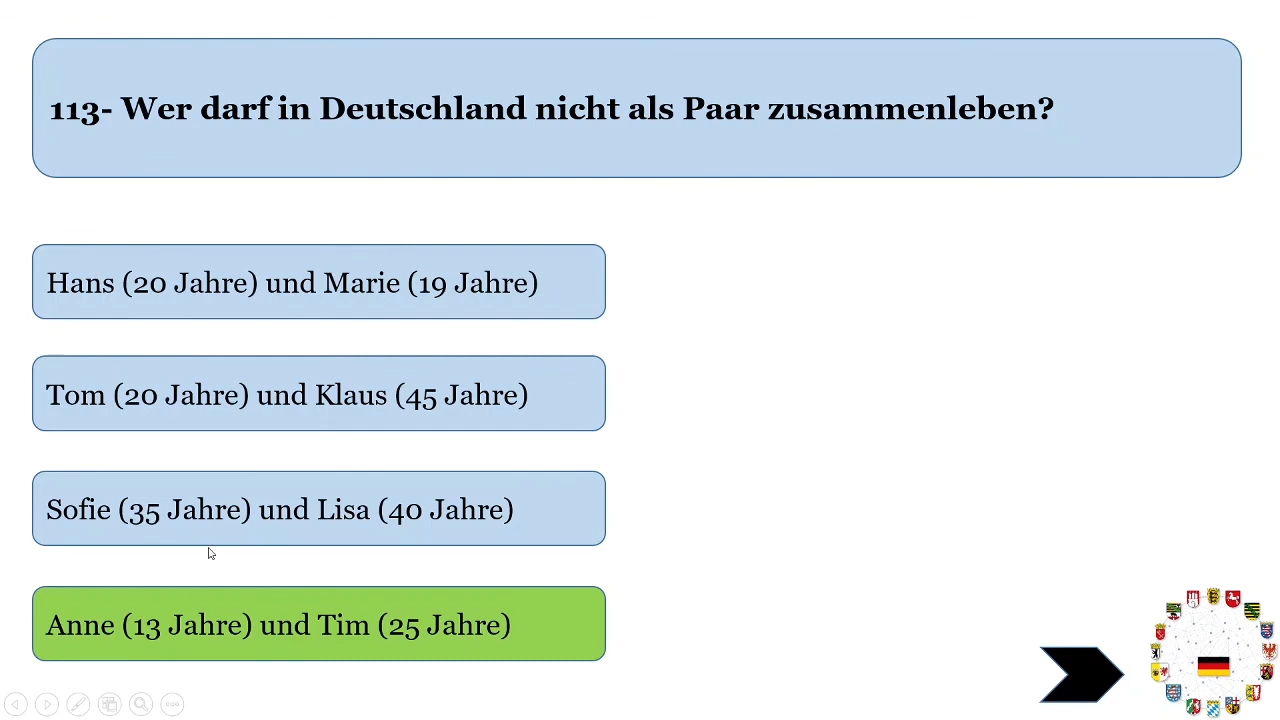 113- Wer darf in Deutschland nicht als Paar zusammenleben?
Hans (20 Jahre) und Marie (19 Jahre)
Tom (20 Jahre) und Klaus (45 Jahre)
Sofie (35 Jahre) und Lisa (40 Jahre)
Anne (13 Jahre) und Tim (25 Jahre)